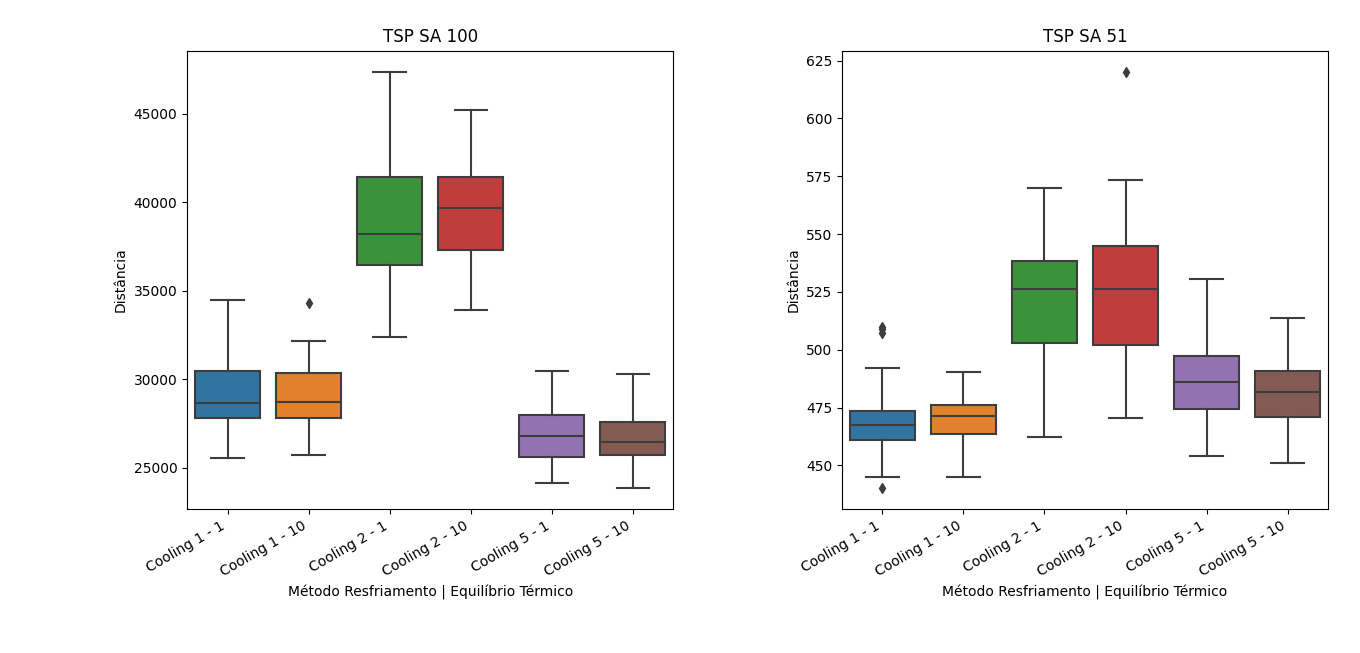 TSP SA 100
45000
40000
35000
30000
25000
Distância
Cooling 1 - 1
Cooling 1 - 10
Cooling 2 - 1
Cooling 2 - 10
Cooling 5 - 1
Cooling 5 - 10
Método Resfriamento | Equilíbrio Térmico
TSP SA 51
625
600
575
550
525
500
475
450
Distância
Cooling 1 - 1
Cooling 1 - 10
Cooling 2 - 1
Cooling 2 - 10
Cooling 5 - 1
Cooling 5 - 10
Método Resfriamento | Equilíbrio Térmico